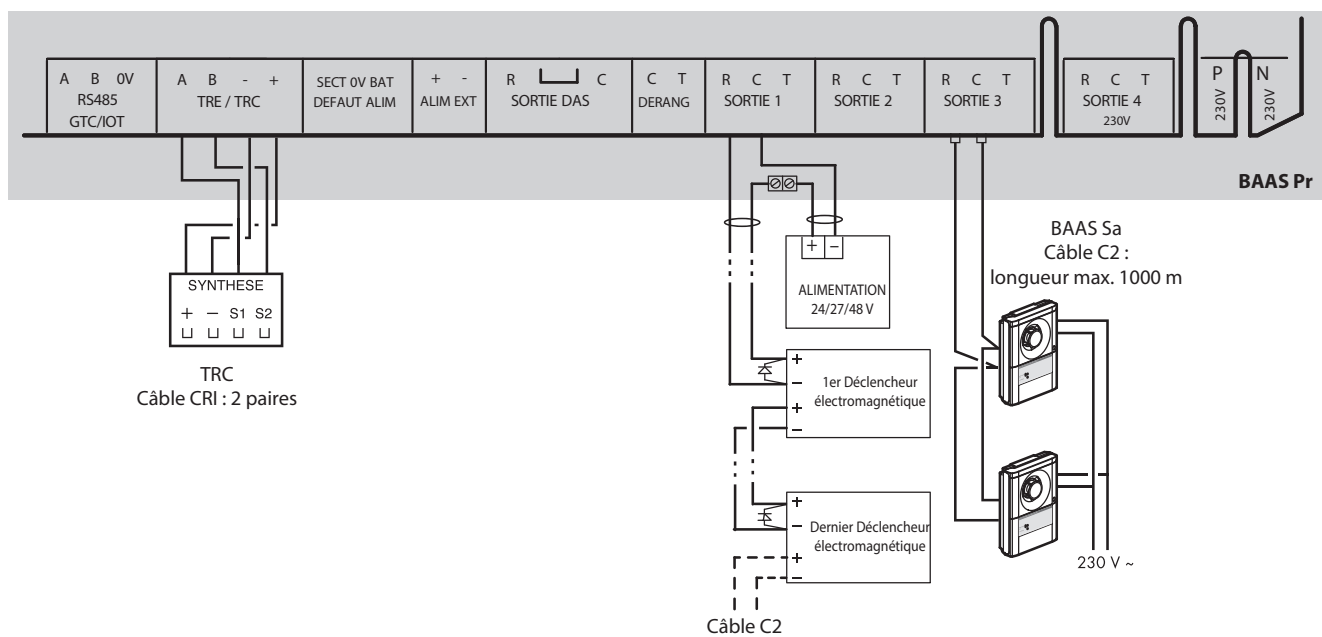 A B 0V
RS485
GTC/IOT
A B - +
TRE / TRC
SECT 0V BAT
DEFAUT ALIM
+ -
ALIM EXT
R C
SORTIE DAS
C T
DERANG
R C T
SORTIE 1
R C T
SORTIE 2
R C T
SORTIE 3
R C T
SORTIE 4
230V
P
230V
N
230V
BAAS Pr
SYNTHESE
+ − S1 S2
TRC
Câble CRI : 2 paires
+ −
ALIMENTATION
24/27/48 V
+
−
+
−
1er Déclencheur
électromagnétique
+
−
+
−
Dernier Déclencheur
électromagnétique
Câble C2
BAAS Sa
Câble C2 :
longueur max. 1000 m
230 V ~